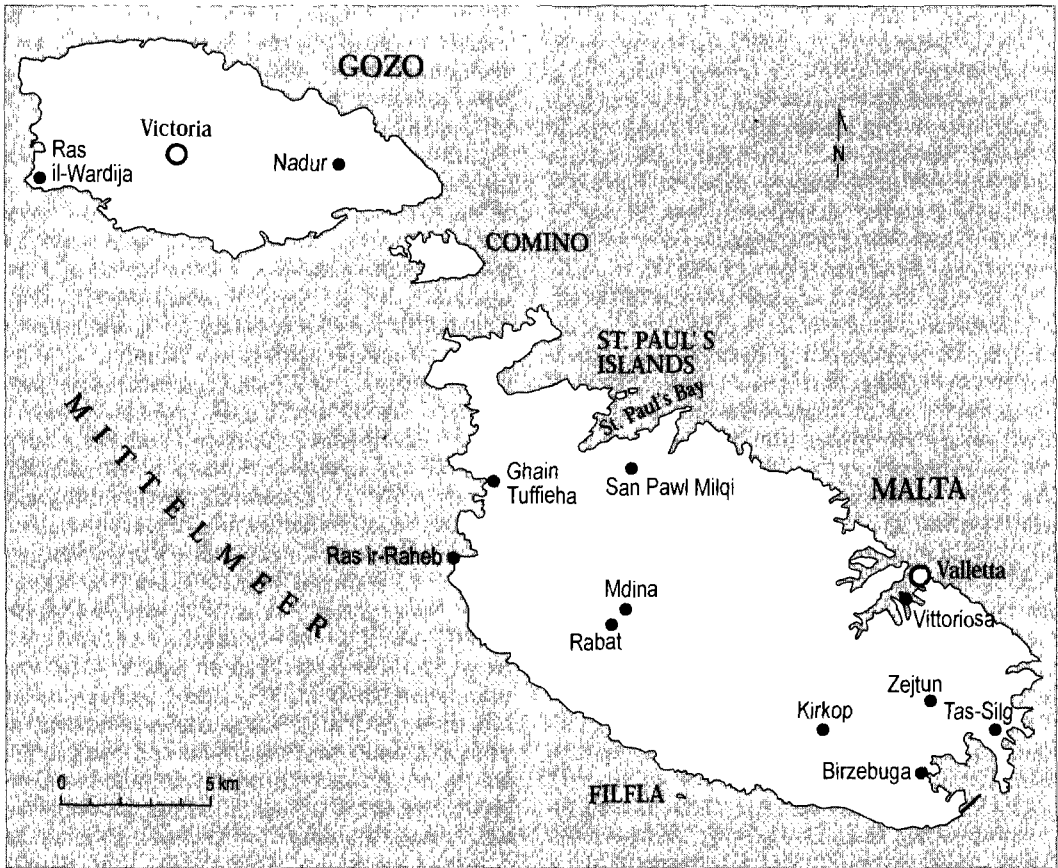 GOZO
Victoria
Ras
il-Wardija
Nadur
N
COMINO
ST. PAUL'S
ISLANDS
St. Paul's Bay
MITTELMEER
Ghain
Tuffieha
San Pawl Milqi
MALTA
Ras Ir-Raheb
Valletta
Mdina
Vittoriosa
Rabat
Zejtun
Kirkop
Tas-Silg
Birzebuga
0 5 km
FILFLA